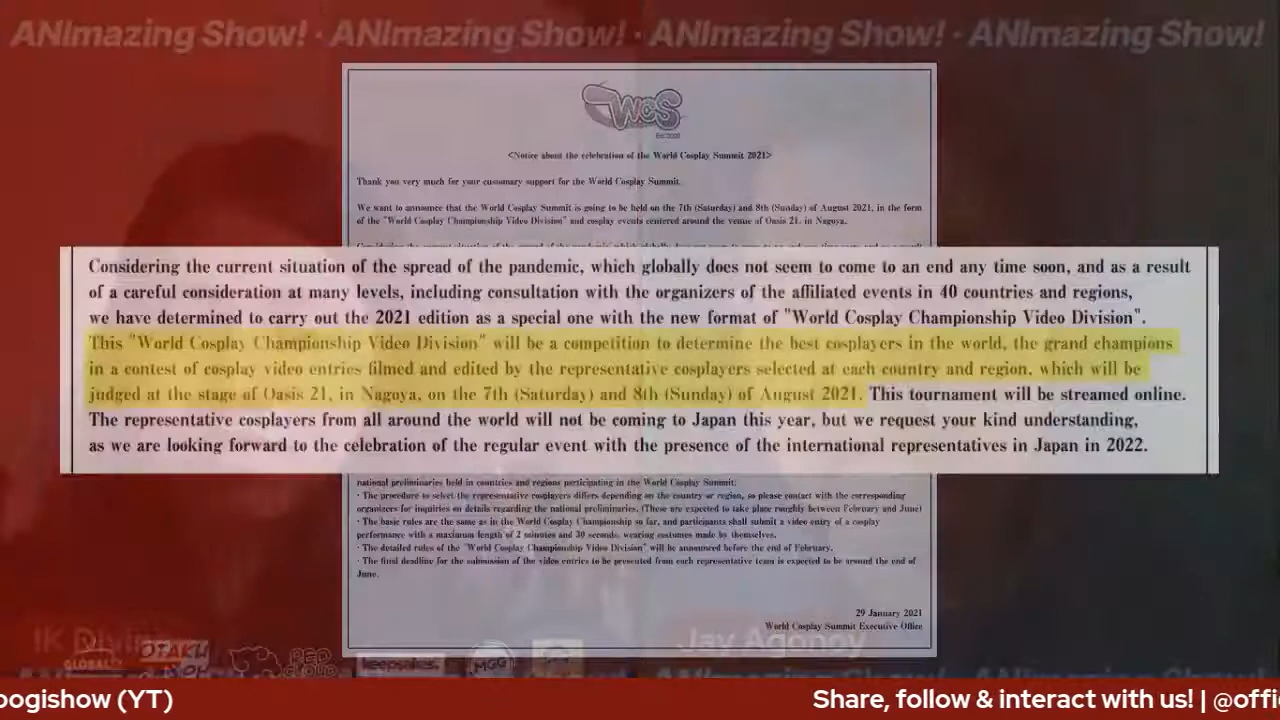 ANImazing Show! · ANImazing Show! · ANImazing Show! · ANImazing Show!
WCS
<Notice about the celebration of the World Cosplay Summit 2021>
Thank you very much for your customary support for the World Cosplay Summit.
We want to announce that the World Cosplay Summit is going to be held on the 7th (Saturday) and 8th (Sunday) of August 2021, in the form
of the "World Cosplay Championship Video Division" and cosplay events centered around the venue of Oasis 21, in Nagoya.
Considering the current situation of the spread of the pandemic, which globally does not seem to come to an end any time soon, and as a result
of a careful consideration at many levels, including consultation with the organizers of the affiliated events in 40 countries and regions,
we have determined to carry out the 2021 edition as a special one with the new format of "World Cosplay Championship Video Division".
This "World Cosplay Championship Video Division" will be a competition to determine the best cosplayers in the world, the grand champions
in a contest of cosplay video entries filmed and edited by the representative cosplayers selected at each country and region, which will be
judged at the stage of Oasis 21, in Nagoya, on the 7th (Saturday) and 8th (Sunday) of August 2021. This tournament will be streamed online.
The representative cosplayers from all around the world will not be coming to Japan this year, but we request your kind understanding,
as we are looking forward to the celebration of the regular event with the presence of the international representatives in Japan in 2022.
national preliminaries held in countries and regions participating in the World Cosplay Summit.
· The procedure to select the representative cosplayers differs depending on the country or region, so please contact with the corresponding
organizers for inquiries on details regarding the national preliminaries. (These are expected to take place roughly between February and June)
· The basic rules are the same as in the World Cosplay Championship so far, and participants shall submit a video entry of a cosplay
performance with a maximum length of 2 minutes and 30 seconds, wearing costumes made by themselves.
· The detailed rules of the "World Cosplay Championship Video Division" will be announced before the end of February.
· The final deadline for the submission of the video entries to be presented from each representative team is expected to be around the end of
June.
29 January 2021
World Cosplay Summit Executive Office
Jay Agonoy
keepsakes.
MGG
oogishow (YT)
Share, follow & interact with us! | @offic